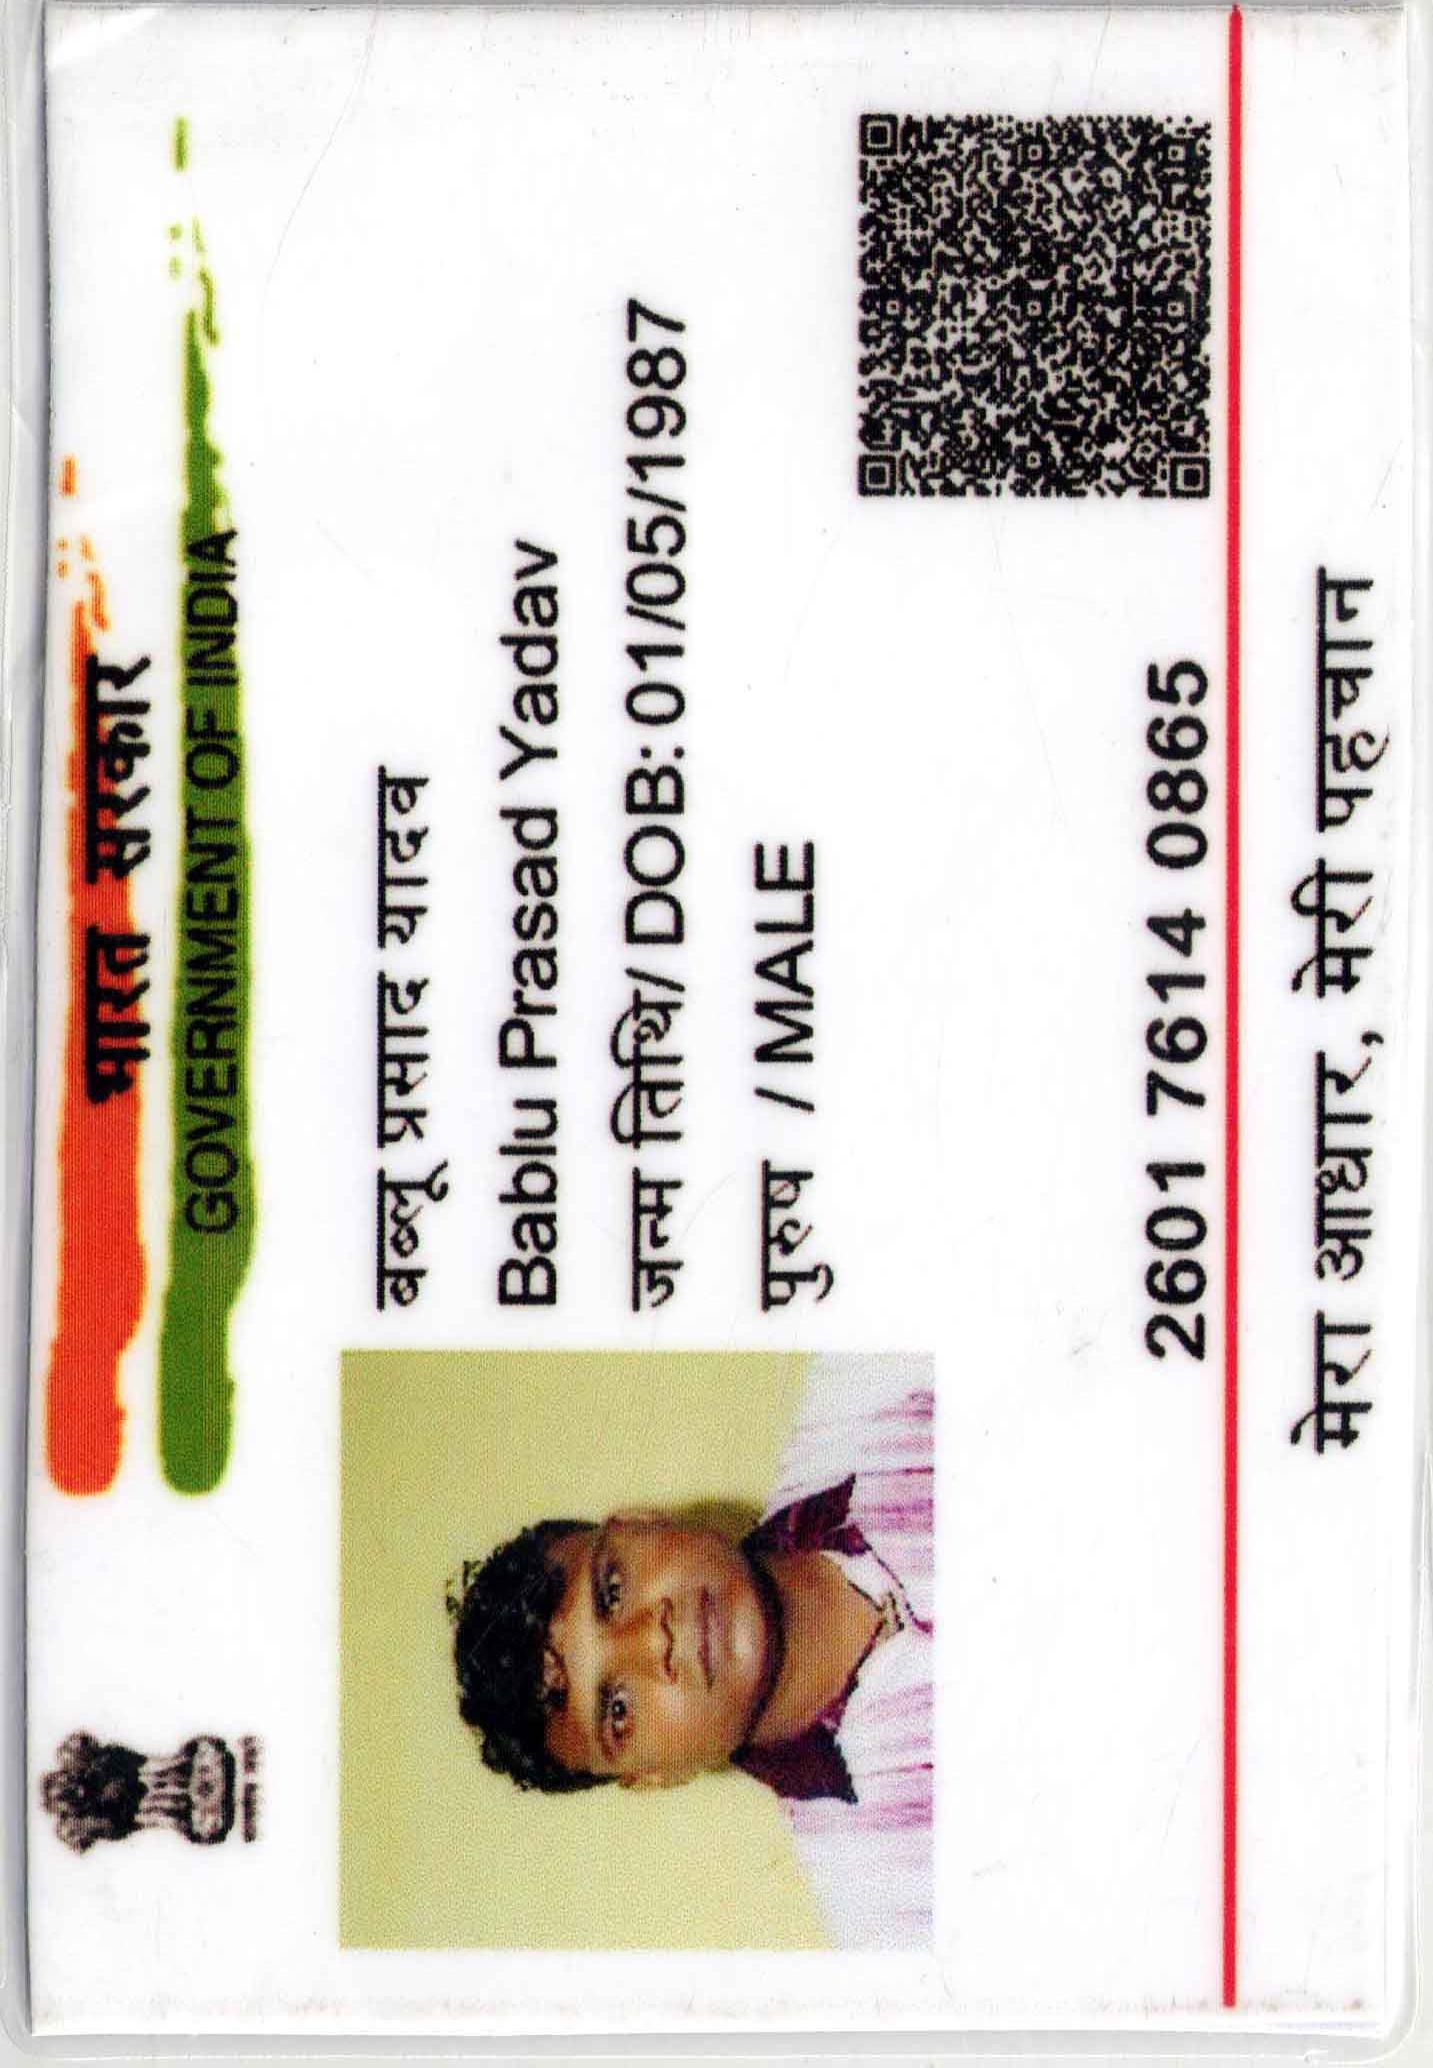 भारत सरकार
GOVERNMENT OF INDIA
बब्लू प्रसाद यादव
Bablu Prasad Yadav
जन्म तिथि/ DOB: 01/05/1987
पुरुष / MALE
2601 7614 0865
मेरा आधार, मेरी पहचान